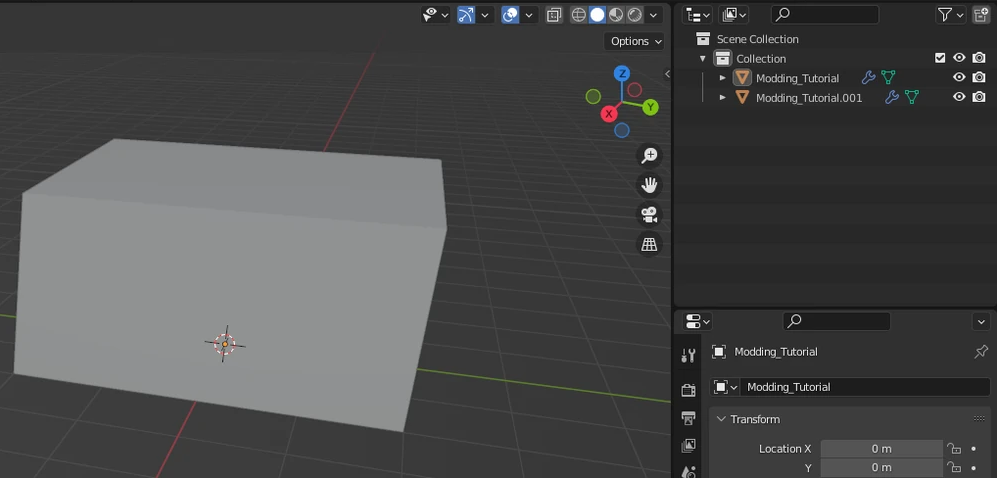 Options
Z
Y
X
Scene Collection
Collection
Modding_Tutorial
Modding_Tutorial.001
Modding_Tutorial
Modding_Tutorial
Transform
Location X
0 m
Y
0 m